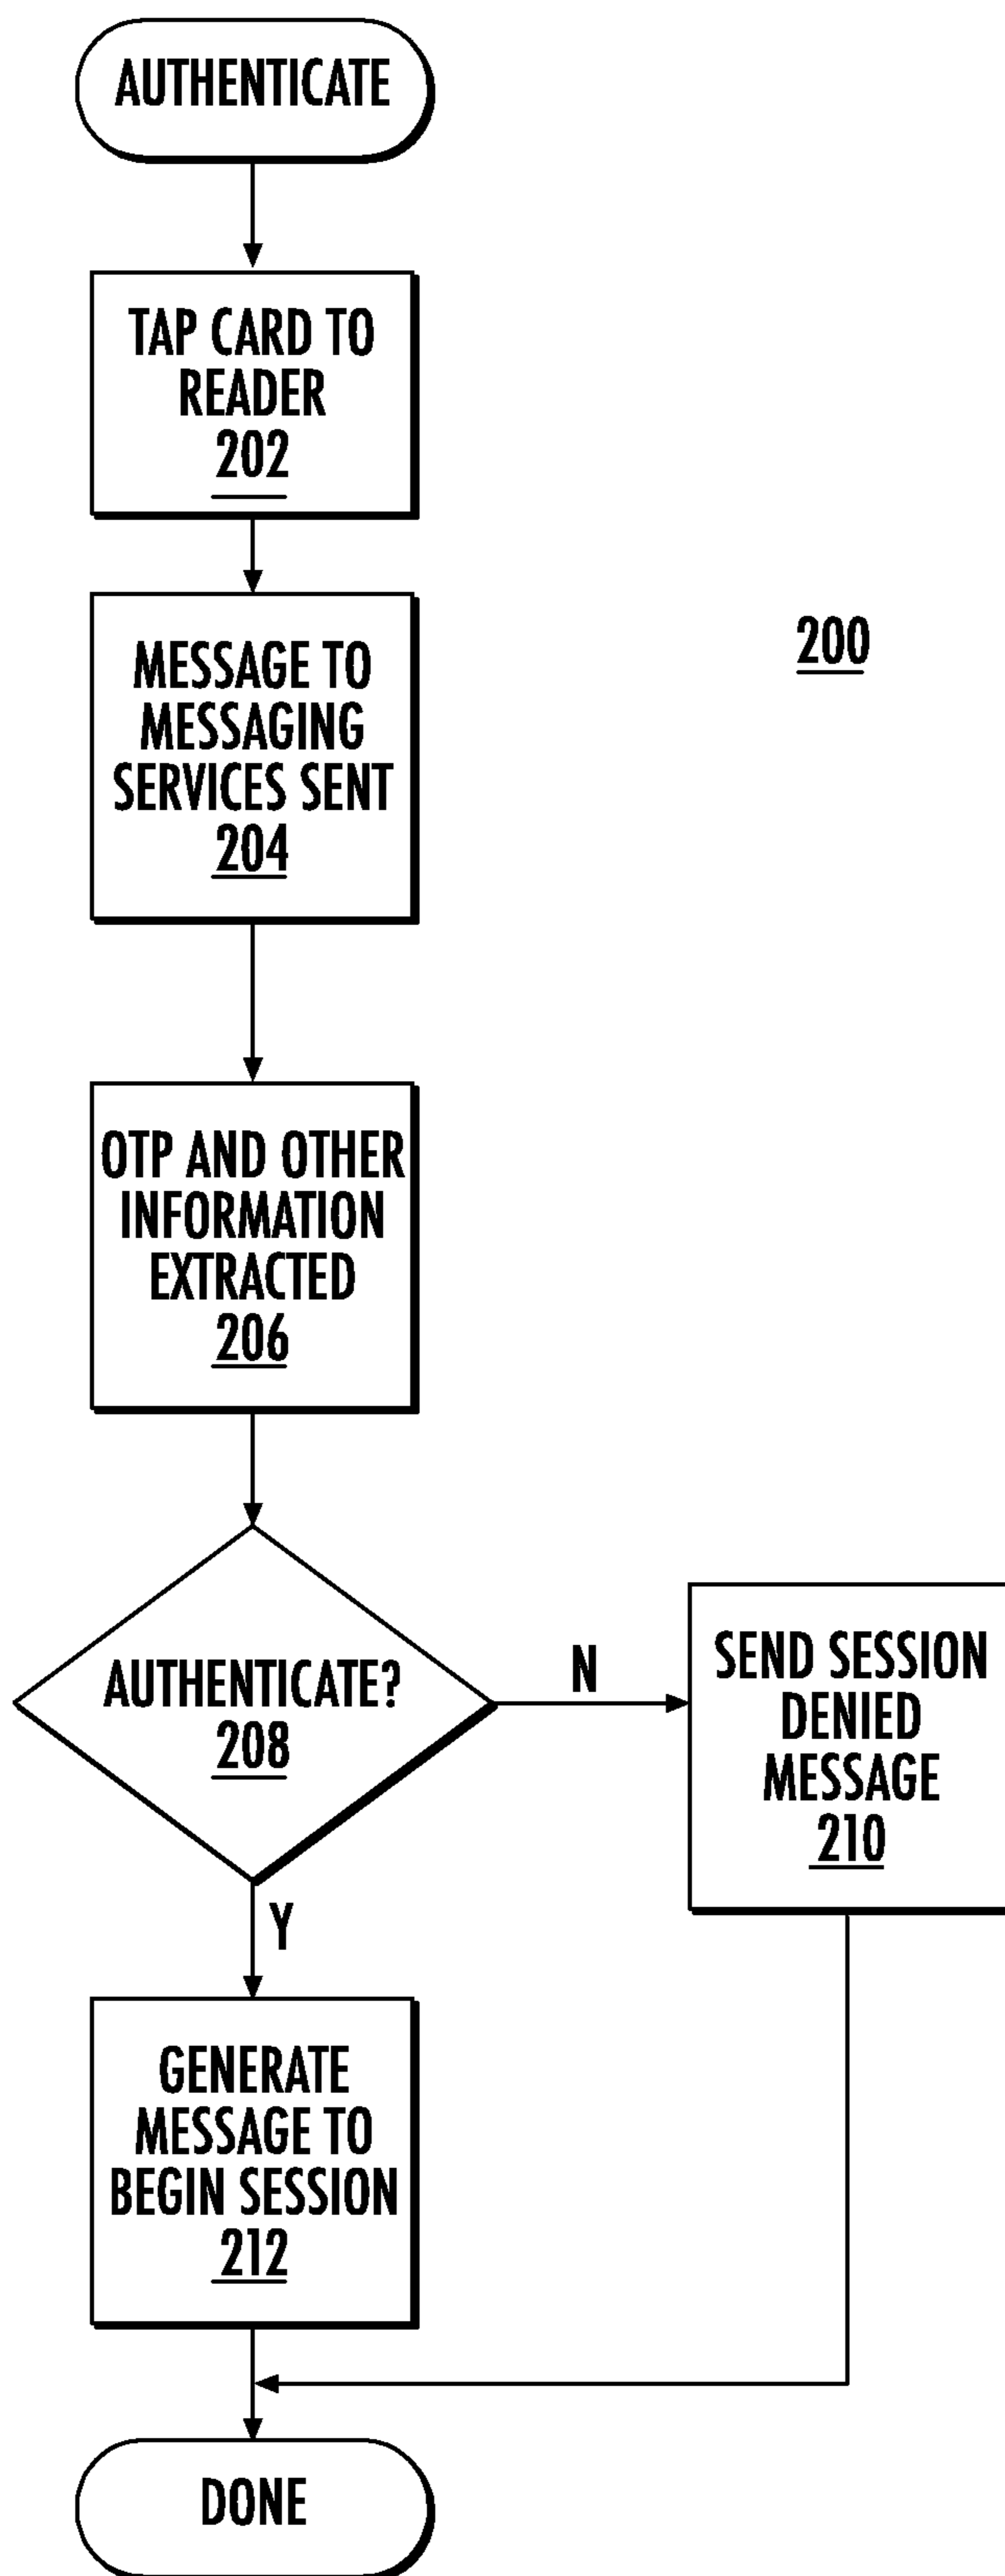 AUTHENTICATE
TAP CARD TO
READER
202
MESSAGE TO
MESSAGING
SERVICES SENT
204
200
OTP AND OTHER
INFORMATION
EXTRACTED
206
AUTHENTICATE?
208
N
SEND SESSION
DENIED
MESSAGE
210
Y
GENERATE
MESSAGE TO
BEGIN SESSION
212
DONE